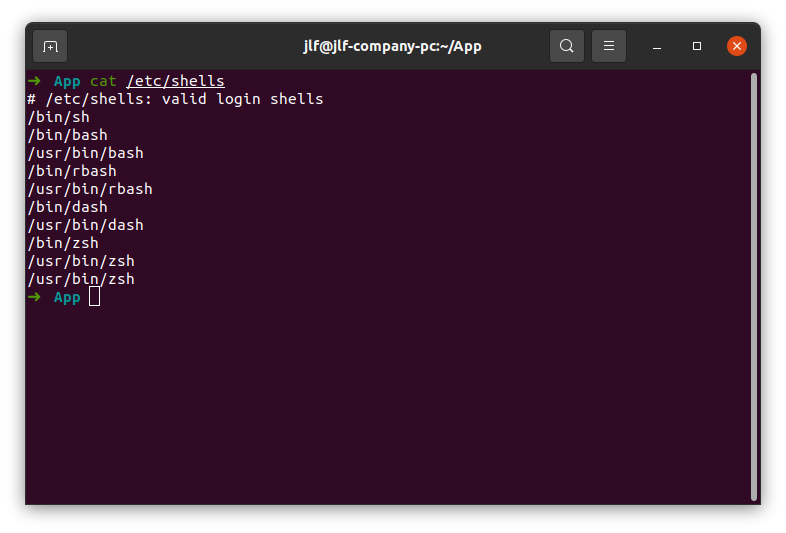 jlf@jlf-company-pc:~/App
➜ App cat /etc/shells
# /etc/shells: valid login shells
/bin/sh
/bin/bash
/usr/bin/bash
/bin/rbash
/usr/bin/rbash
/bin/dash
/usr/bin/dash
/bin/zsh
/usr/bin/zsh
/usr/bin/zsh
➜ App